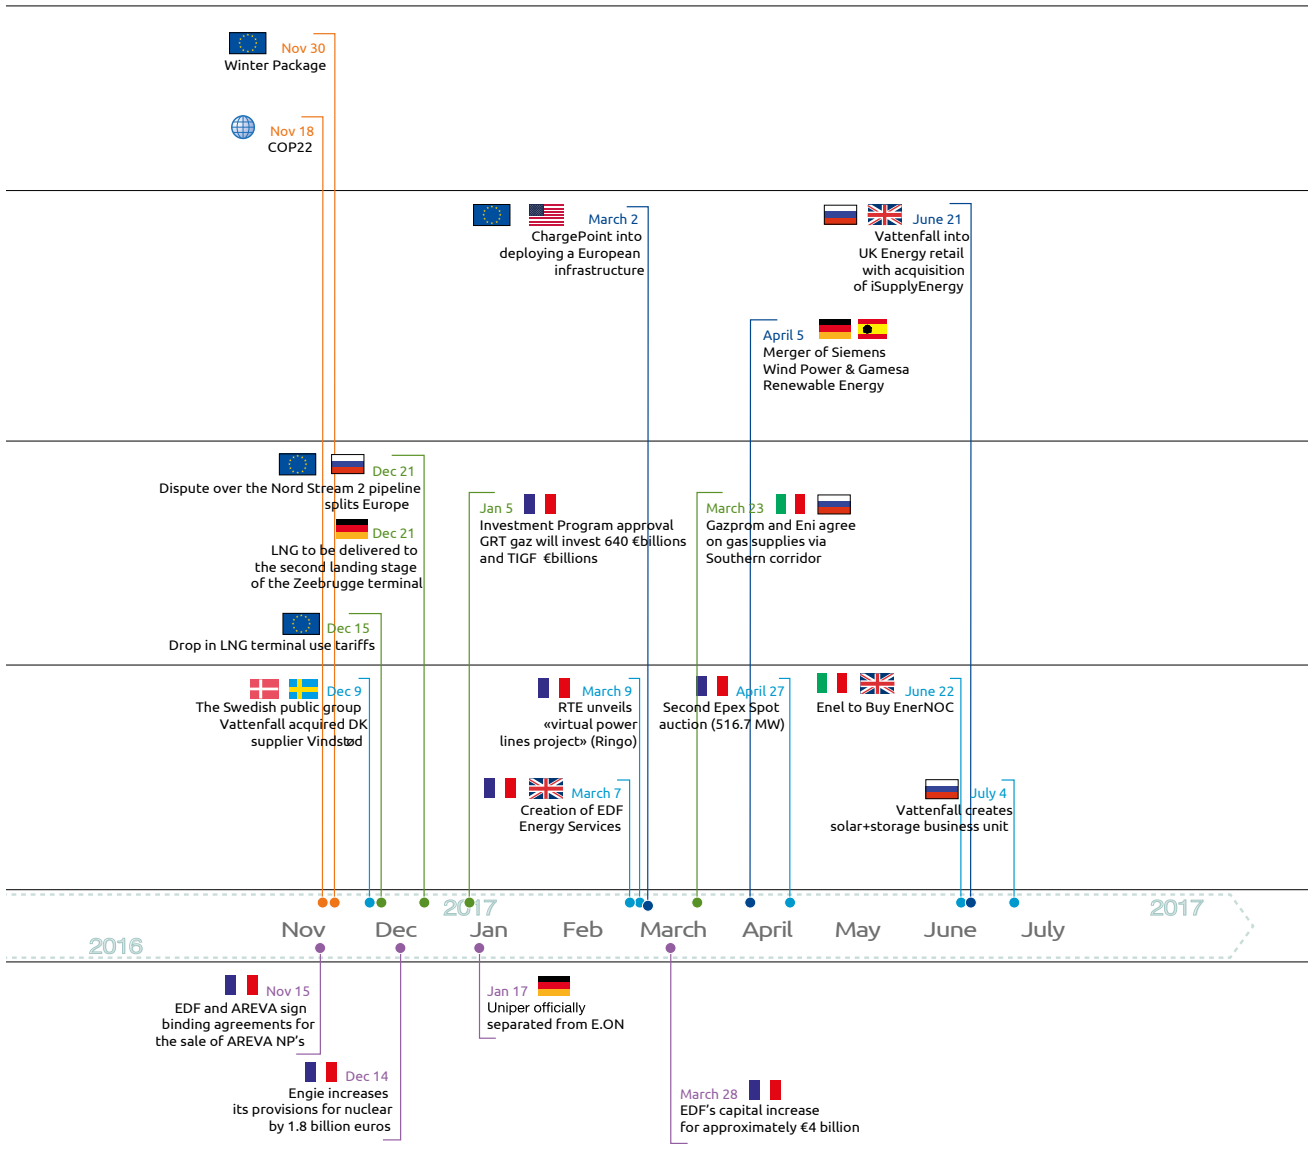 Nov 30
Winter Package
Nov 18
COP22
March 2
ChargePoint into
deploying a European
infrastructure
June 21
Vattenfall into
UK Energy retail
with acquisition
of iSupplyEnergy
April 5
Merger of Siemens
Wind Power & Gamesa
Renewable Energy
Dec 21
Dispute over the Nord Stream 2 pipeline
splits Europe
Dec 21
LNG to be delivered to
the second landing stage
of the Zeebrugge terminal
Jan 5
Investment Program approval
GRT gaz will invest 640 €billions
and TIGF €billions
March 23
Gazprom and Eni agree
on gas supplies via
Southern corridor
Dec 15
Drop in LNG terminal use tariffs
Dec 9
The Swedish public group
Vattenfall acquired DK
supplier Vindstød
March 9
RTE unveils
«virtual power
lines project» (Ringo)
April 27
Second Epex Spot
auction (516.7 MW)
June 22
Enel to Buy EnerNOC
March 7
Creation of EDF
Energy Services
July 4
Vattenfall creates
solar+storage business unit
2017
2017
Nov Dec Jan Feb March April May June July
2016
Nov 15
EDF and AREVA sign
binding agreements for
the sale of AREVA NP's
Jan 17
Uniper officially
separated from E.ON
Dec 14
Engie increases
its provisions for nuclear
by 1.8 billion euros
March 28
EDF's capital increase
for approximately €4 billion